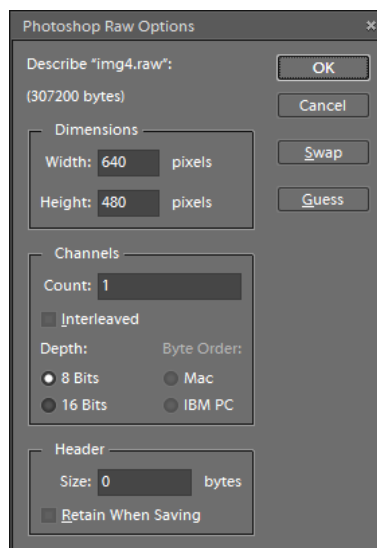 Photoshop Raw Options ×
Describe "img4.raw":
(307200 bytes)
OK
Cancel
Swap
Guess
Dimensions
Width: 640 pixels
Height: 480 pixels
Channels
Count: 1
Interleaved
Depth: Byte Order:
8 Bits Mac
16 Bits IBM PC
Header
Size: 0 bytes
Retain When Saving